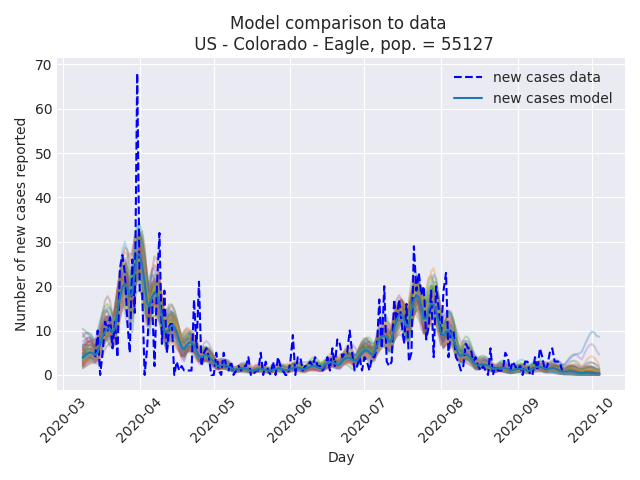 Model comparison to data
US - Colorado - Eagle, pop. = 55127
new cases data
new cases model
Number of new cases reported
70
60
50
40
30
20
10
0
2020-03
2020-04
2020-05
2020-06
2020-07
2020-08
2020-09
2020-10
Day